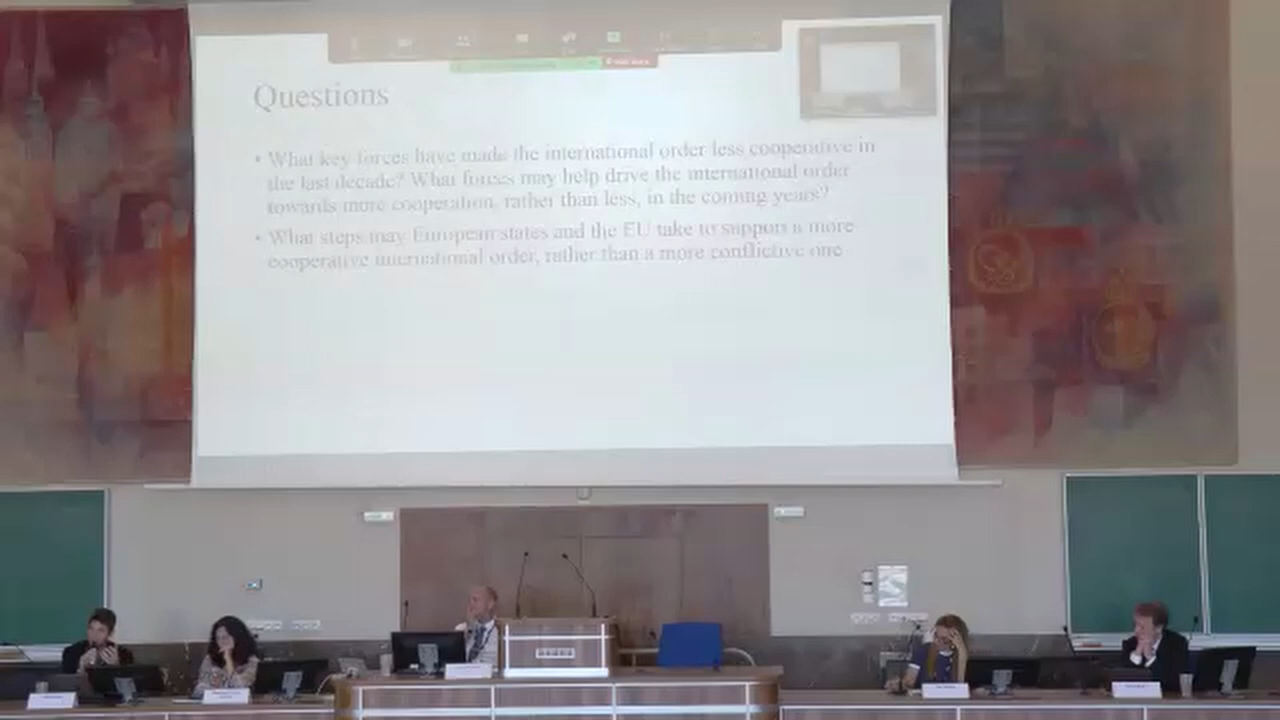 Questions
• What key forces have made the international order less cooperative in
the last decade? What forces may help drive the international order
towards more cooperation, rather than less, in the coming years?
• What steps may European states and the EU take to support a more
cooperative international order, rather than a more conflictive one